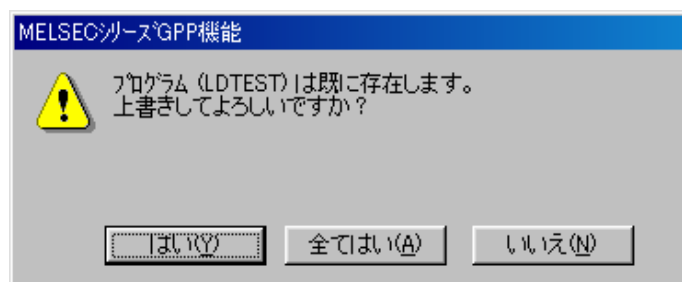 MELSECｼﾘｰｽﾞGPP機能
ﾌﾟﾛｸﾞﾗﾑ (LDTEST) は既に存在します。
上書きしてよろしいですか？
はい(Y) 全てはい(A) いいえ(N)